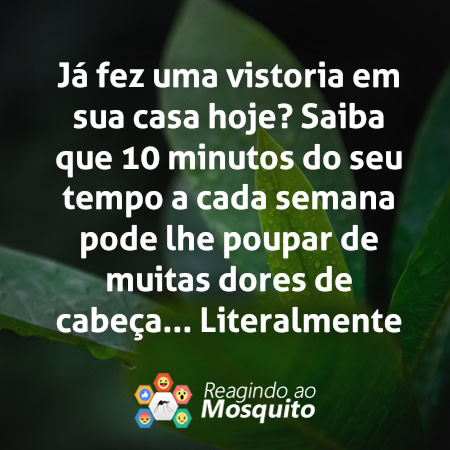 Já fez uma vistoria em
sua casa hoje? Saiba
que 10 minutos do seu
tempo a cada semana
pode lhe poupar de
muitas dores de
cabeça... Literalmente
Reagindo ao
Mosquito